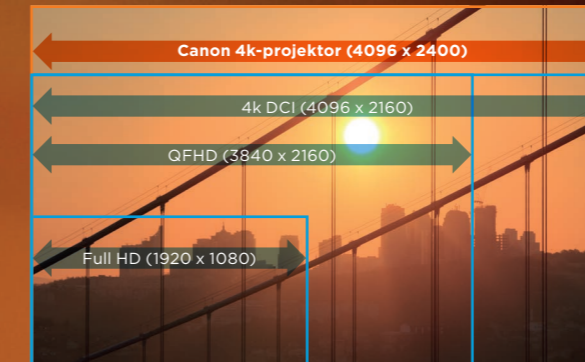 Canon 4k-projektor (4096 x 2400)
4k DCI (4096 x 2160)
QFHD (3840 x 2160)
Full HD (1920 x 1080)